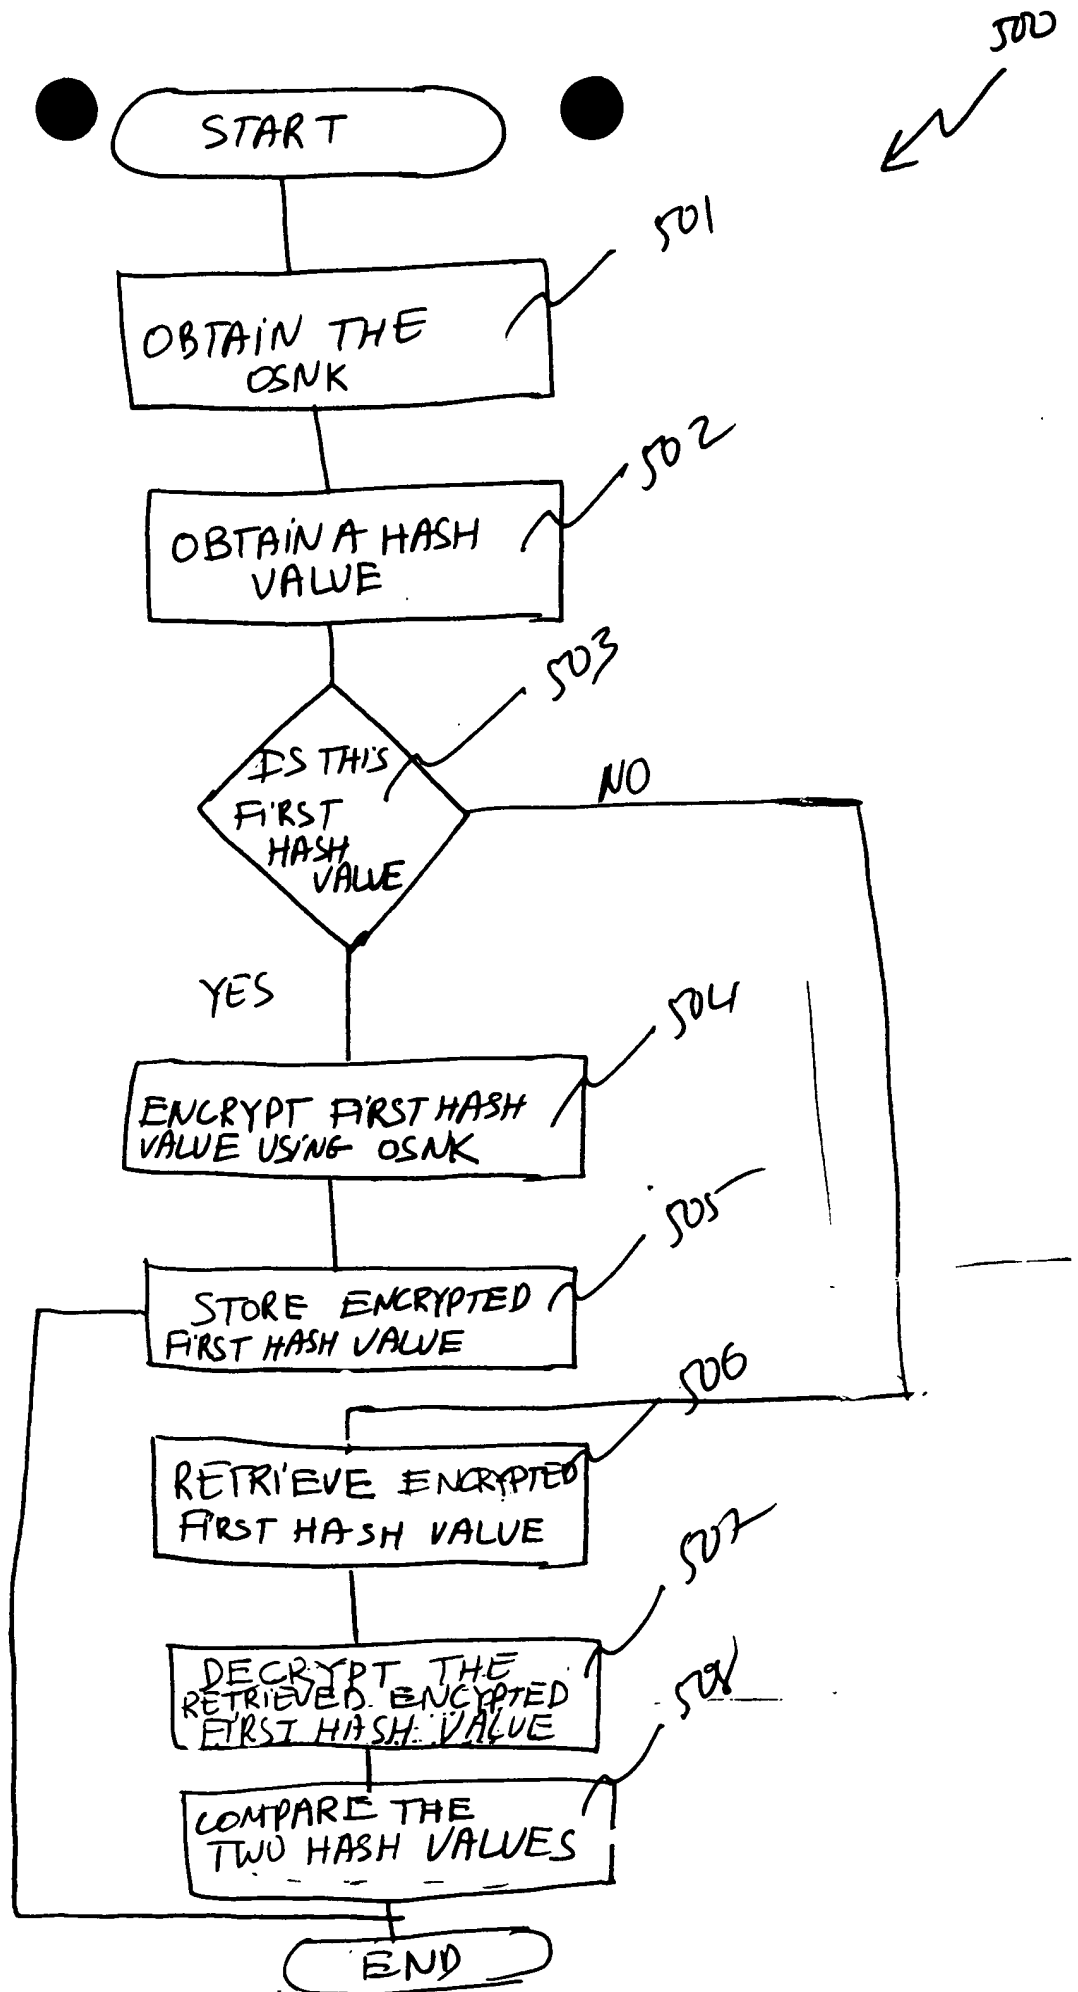 500
START
501
OBTAIN THE
OSNK
502
OBTAIN A HASH
VALUE
503
IS THIS
FIRST
HASH
VALUE
NO
YES
504
ENCRYPT FIRST HASH
VALUE USING OSNK
505
STORE ENCRYPTED
FIRST HASH VALUE
506
RETRIEVE ENCRYPTED
FIRST HASH VALUE
507
DECRYPT THE
RETRIEVED ENCYPTED
FIRST HASH VALUE
508
COMPARE THE
TWO HASH VALUES
END